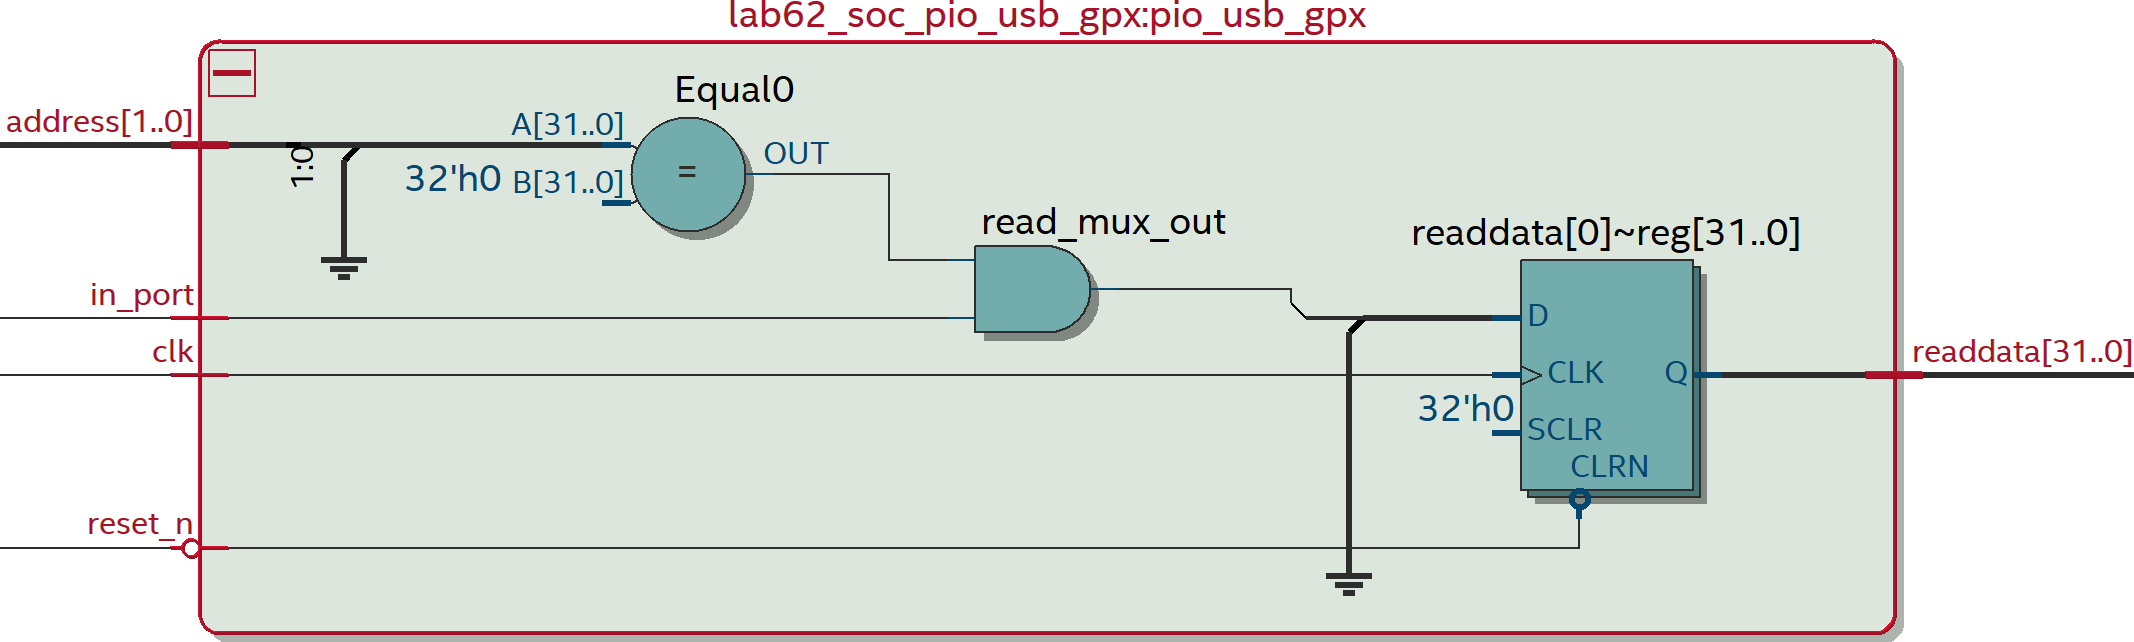 lab62_soc_pio_usb_gpx:pio_usb_gpx
Equal0
address[1..0]
1:0
A[31..0]
OUT
32'h0 B[31..0]
=
read_mux_out
readdata[0]~reg[31..0]
in_port
D
clk
CLK
Q
readdata[31..0]
32'h0
SCLR
CLRN
reset_n